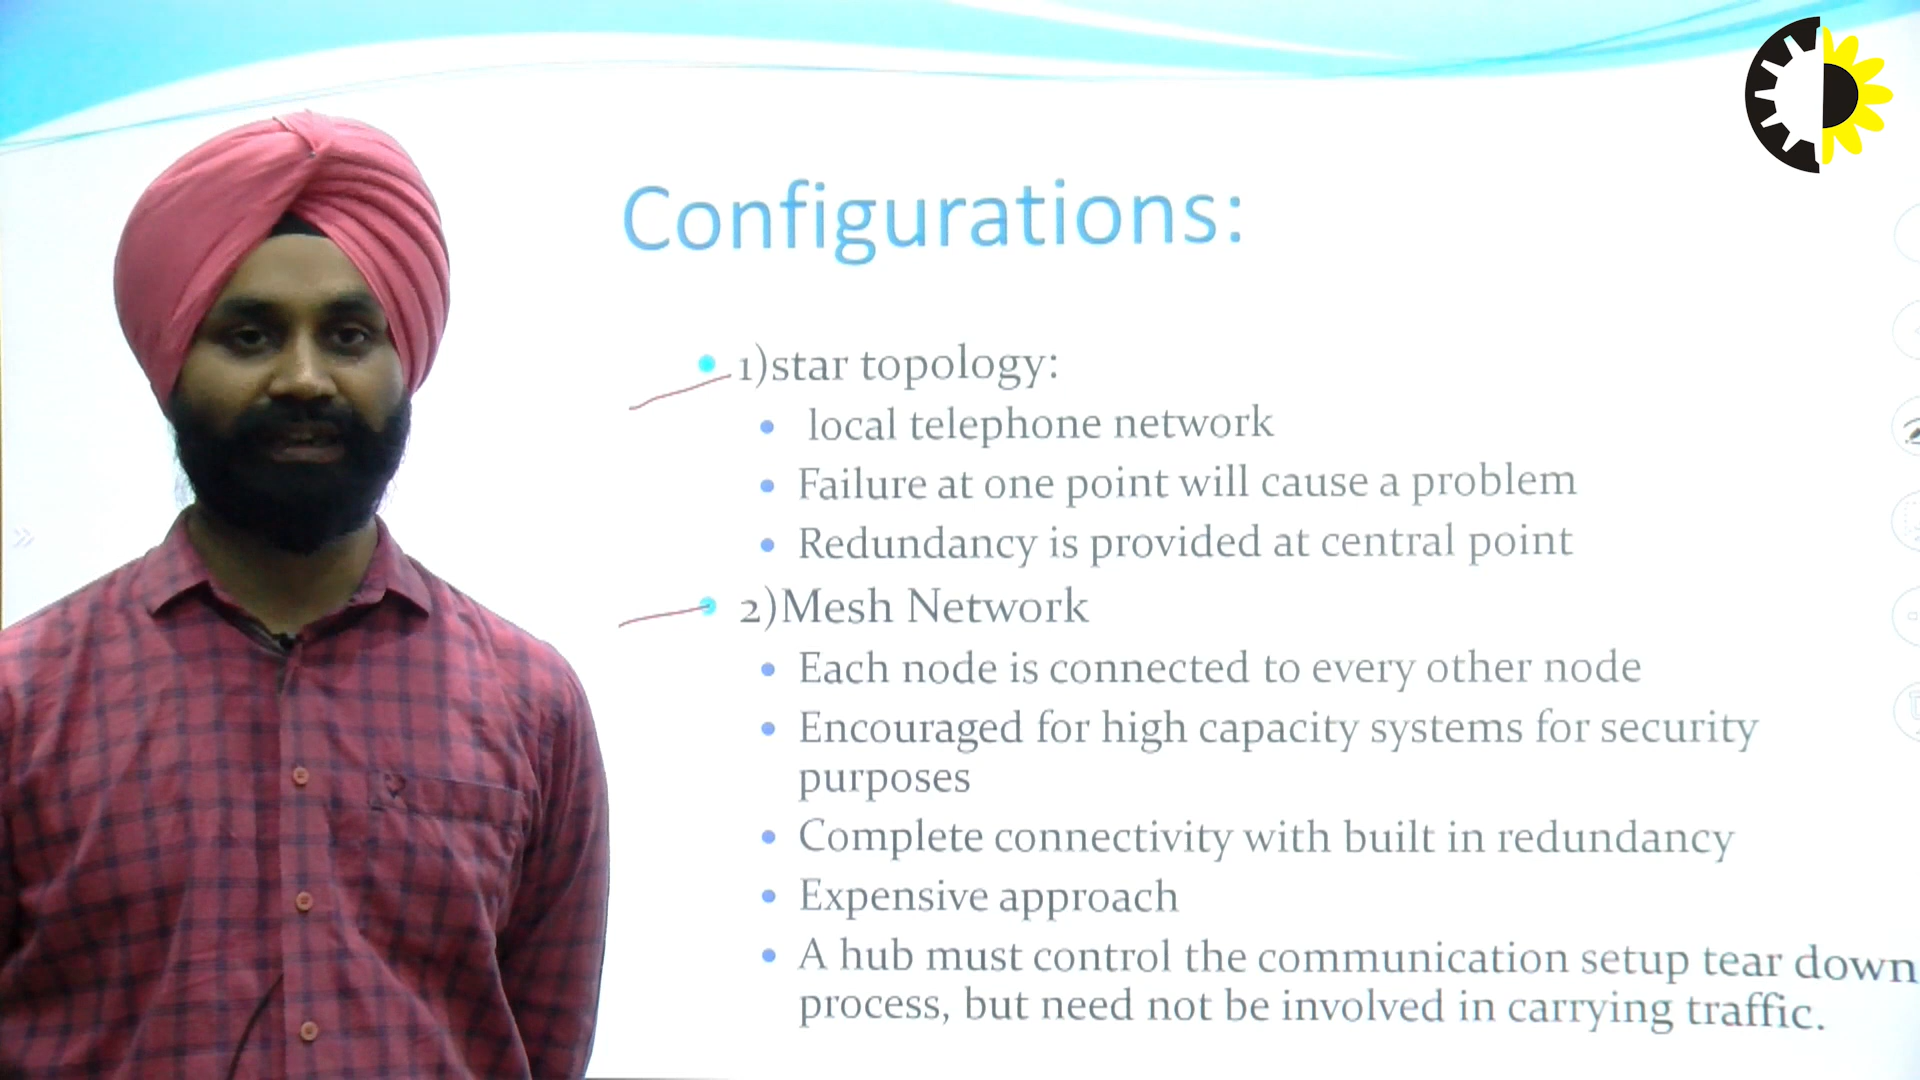 Configurations:
1)star topology:
local telephone network
Failure at one point will cause a problem
Redundancy is provided at central point
2)Mesh Network
Each node is connected to every other node
Encouraged for high capacity systems for security
purposes
Complete connectivity with built in redundancy
Expensive approach
A hub must control the communication setup tear down
process, but need not be involved in carrying traffic.